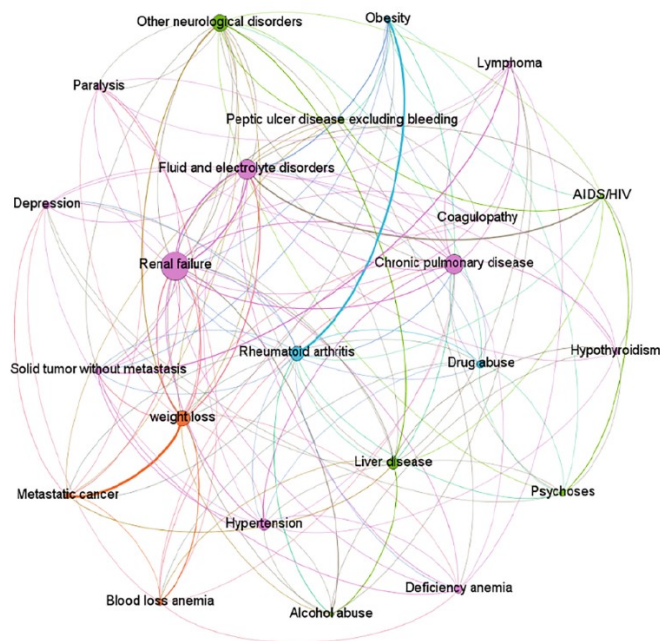 Other neurological disorders
Obesity
Lymphoma
Paralysis
Peptic ulcer disease excluding bleeding
Fluid and electrolyte disorders
AIDS/HIV
Depression
Coagulopathy
Renal failure
Chronic pulmonary disease
Rheumatoid arthritis
Hypothyroidism
Solid tumor without metastasis
Drug abuse
weight loss
Liver disease
Metastatic cancer
Psychoses
Hypertension
Deficiency anemia
Blood loss anemia
Alcohol abuse